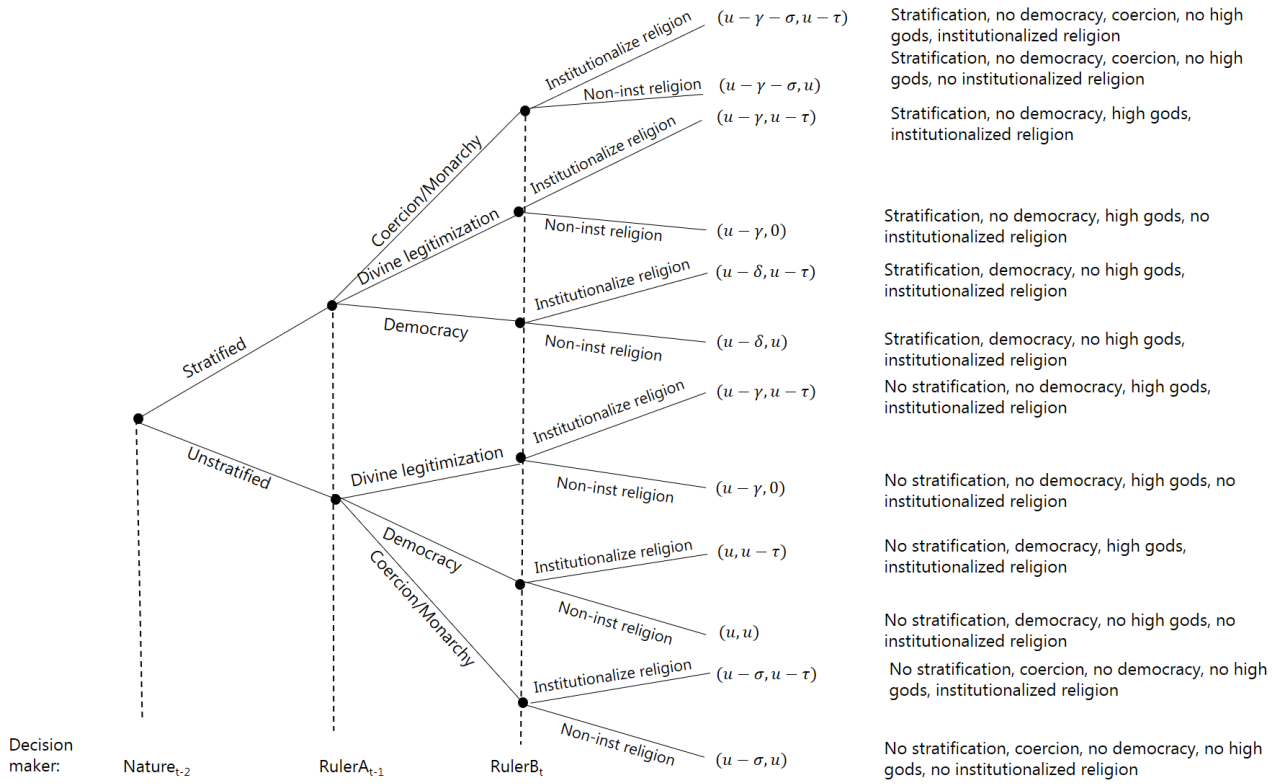 Institutionalize religion
(u − γ − σ, u − τ)
Stratification, no democracy, coercion, no high
gods, institutionalized religion
Non-inst religion
(u − γ − σ, u)
Stratification, no democracy, coercion, no high
gods, no institutionalized religion
Coercion/Monarchy
Institutionalize religion
(u − γ, u − τ)
Stratification, no democracy, high gods,
institutionalized religion
Divine legitimization
Non-inst religion
(u − γ, 0)
Stratification, no democracy, high gods, no
institutionalized religion
Stratified
Institutionalize religion
(u − δ, u − τ)
Stratification, democracy, no high gods,
institutionalized religion
Democracy
Non-inst religion
(u − δ, u)
Stratification, democracy, no high gods,
institutionalized religion
Institutionalize religion
(u − γ, u − τ)
No stratification, no democracy, high gods,
institutionalized religion
Unstratified
Divine legitimization
Non-inst religion
(u − γ, 0)
No stratification, no democracy, high gods, no
institutionalized religion
Democracy
Institutionalize religion
(u, u − τ)
No stratification, democracy, high gods,
institutionalized religion
Non-inst religion
(u, u)
No stratification, democracy, no high gods, no
institutionalized religion
Coercion/Monarchy
Institutionalize religion
(u − σ, u − τ)
No stratification, coercion, no democracy, no high
gods, institutionalized religion
Non-inst religion
(u − σ, u)
No stratification, coercion, no democracy, no high
gods, no institutionalized religion
Decision
maker:
Nature t-2
RulerA t-1
RulerB t